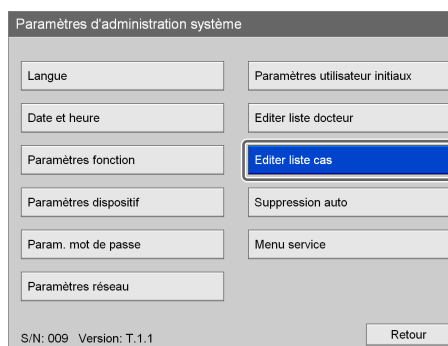 Paramètres d'administration système
Langue
Paramètres utilisateur initiaux
Date et heure
Editer liste docteur
Paramètres fonction
Editer liste cas
Paramètres dispositif
Suppression auto
Param. mot de passe
Menu service
Paramètres réseau
S/N: 009 Version: T.1.1
Retour